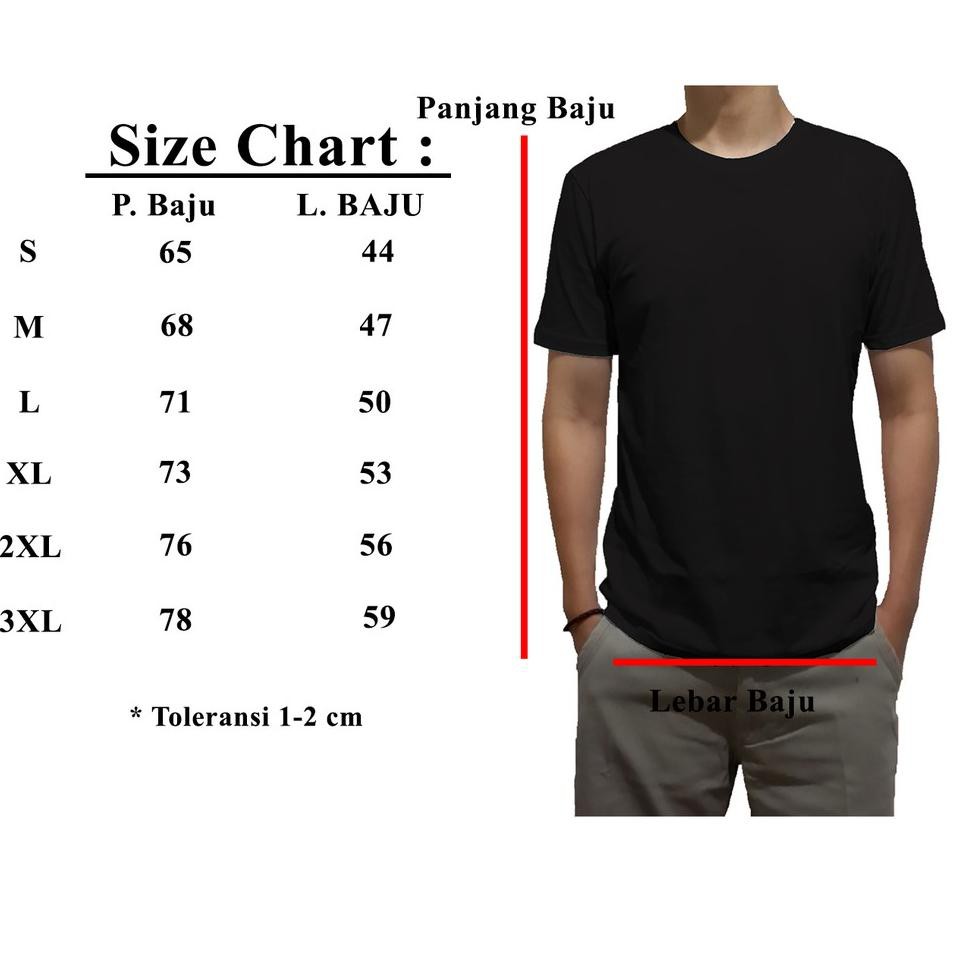 Panjang Baju
Size Chart :
P. Baju L. BAJU
S 65 44
M 68 47
L 71 50
XL 73 53
2XL 76 56
3XL 78 59
Lebar Baju
* Toleransi 1-2 cm